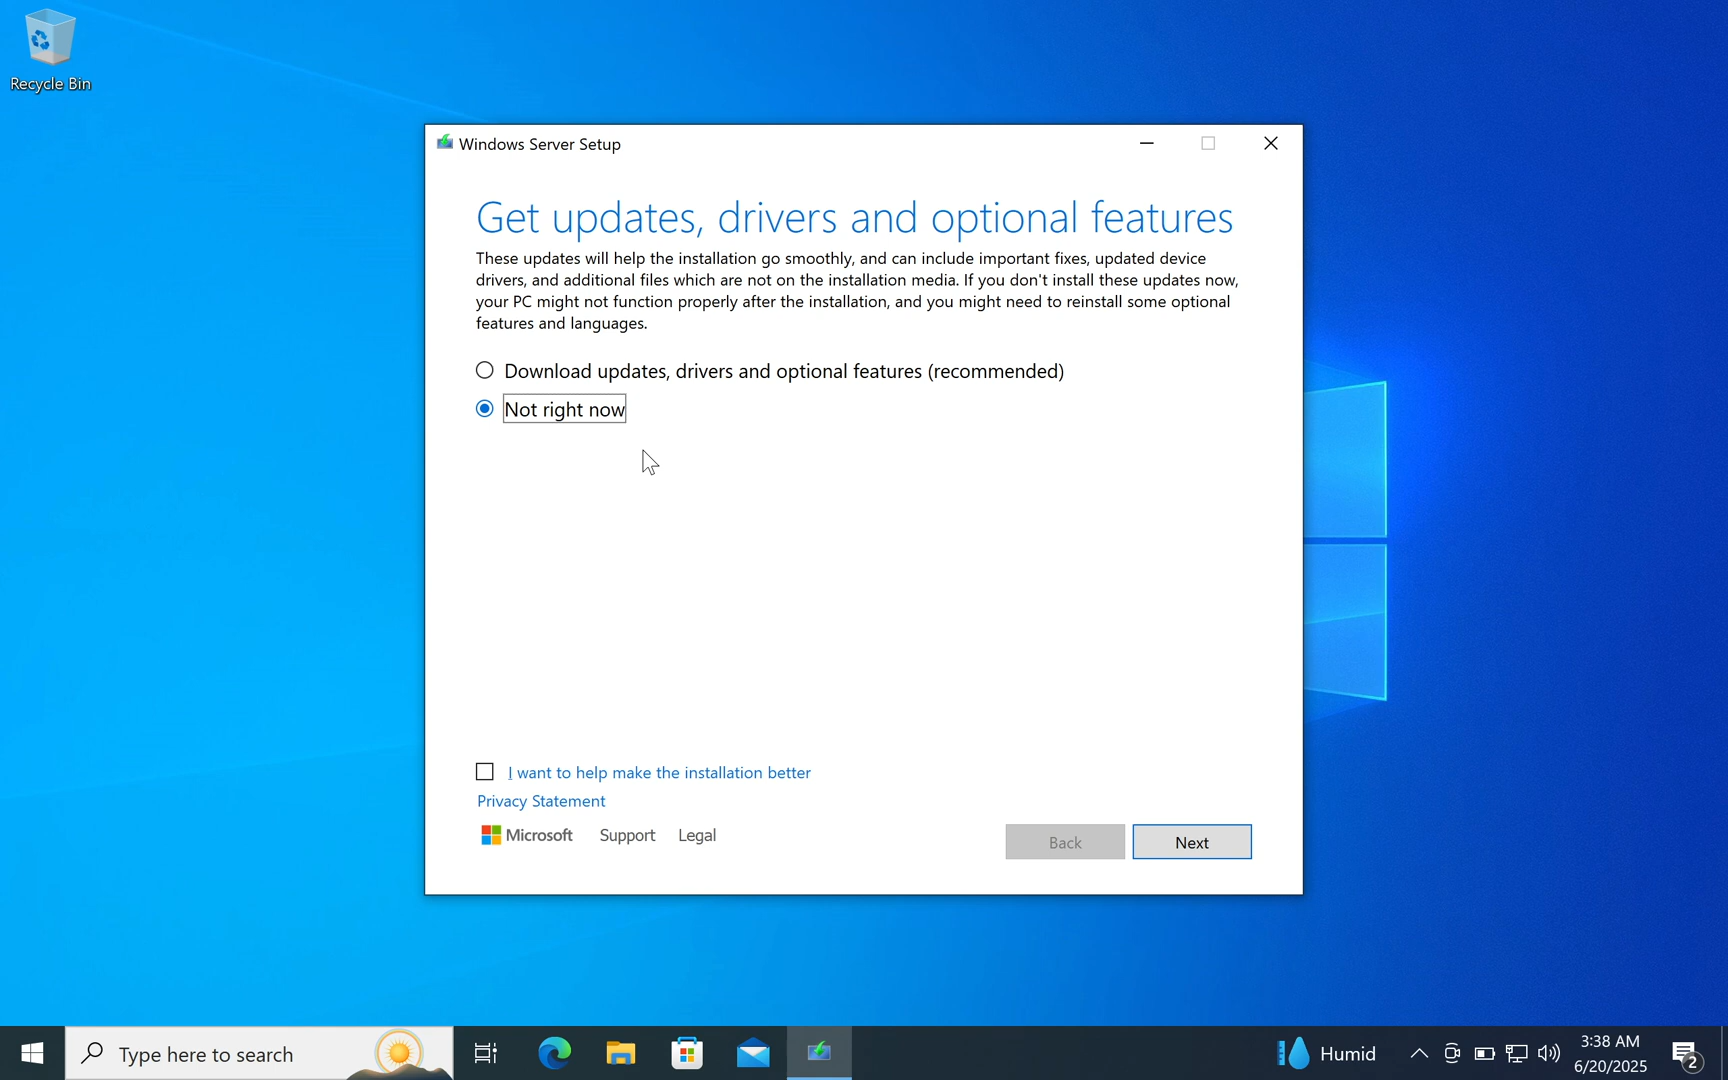 Recycle Bin
Windows Server Setup
Get updates, drivers and optional features
These updates will help the installation go smoothly, and can include important fixes, updated device
drivers, and additional files which are not on the installation media. If you don't install these updates now,
your PC might not function properly after the installation, and you might need to reinstall some optional
features and languages.
Download updates, drivers and optional features (recommended)
Not right now
I want to help make the installation better
Privacy Statement
Microsoft Support Legal
Back Next
Type here to search
Humid
3:38 AM
6/20/2025
2